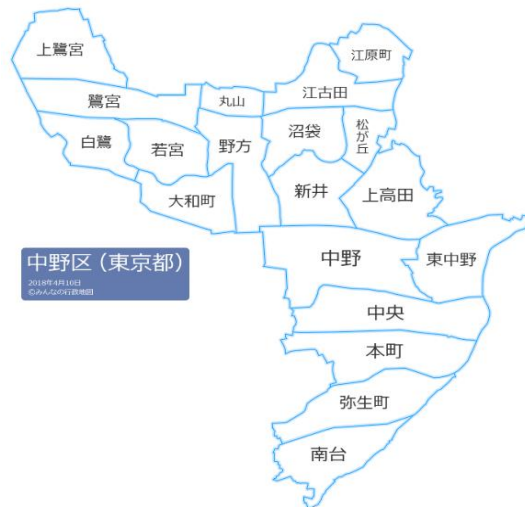 上鷺宮
江原町
鷺宮
丸山
江古田
白鷺
若宮
野方
沼袋
松が丘
大和町
新井
上高田
中野区（東京都）
2018年4月10日
©みんなの行政地図
中野
東中野
中央
本町
弥生町
南台